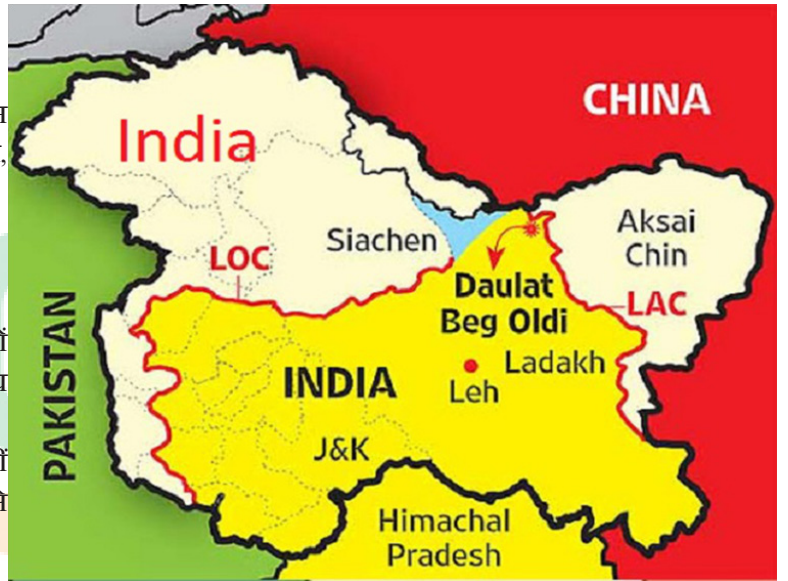 CHINA
India
Aksai
Chin
Siachen
LOC
Daulat
Beg Oldi
LAC
PAKISTAN
Ladakh
INDIA
Leh
J&K
Himachal
Pradesh